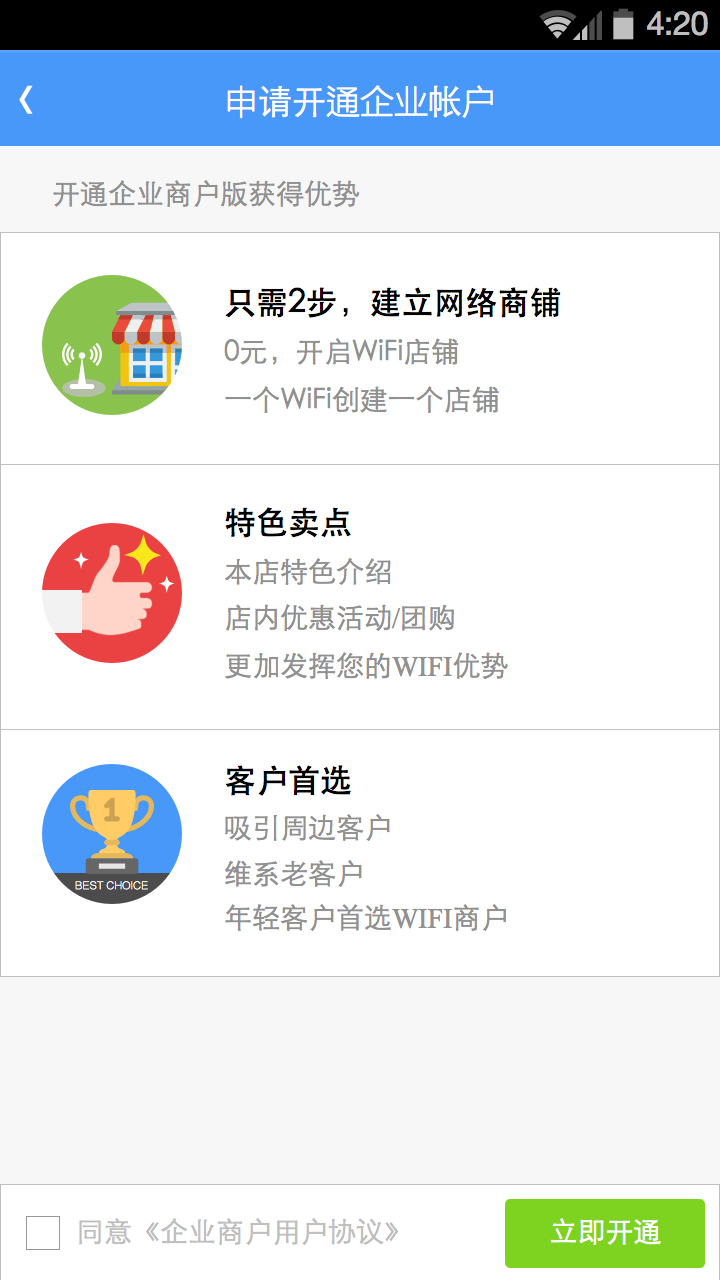 4:20
申请开通企业帐户
开通企业商户版获得优势
只需2步，建立网络商铺
0元，开启WiFi店铺
一个WiFi创建一个店铺
特色卖点
本店特色介绍
店内优惠活动/团购
更加发挥您的WIFI优势
1
BEST CHOICE
客户首选
吸引周边客户
维系老客户
年轻客户首选WIFI商户
同意《企业商户用户协议》
立即开通